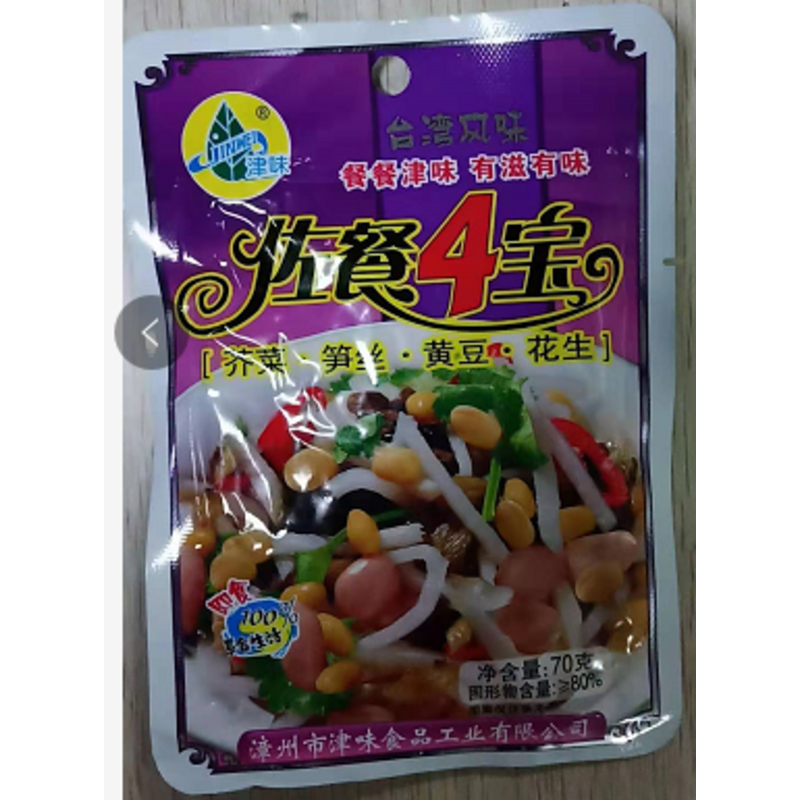 JINWEI
®
津味
台湾风味
餐餐津味 有滋有味
佐餐4宝
[芥菜·笋丝·黄豆·花生]
即食
100%
净含量:70克
固形物含量:≥80%
漳州市津味食品工业有限公司